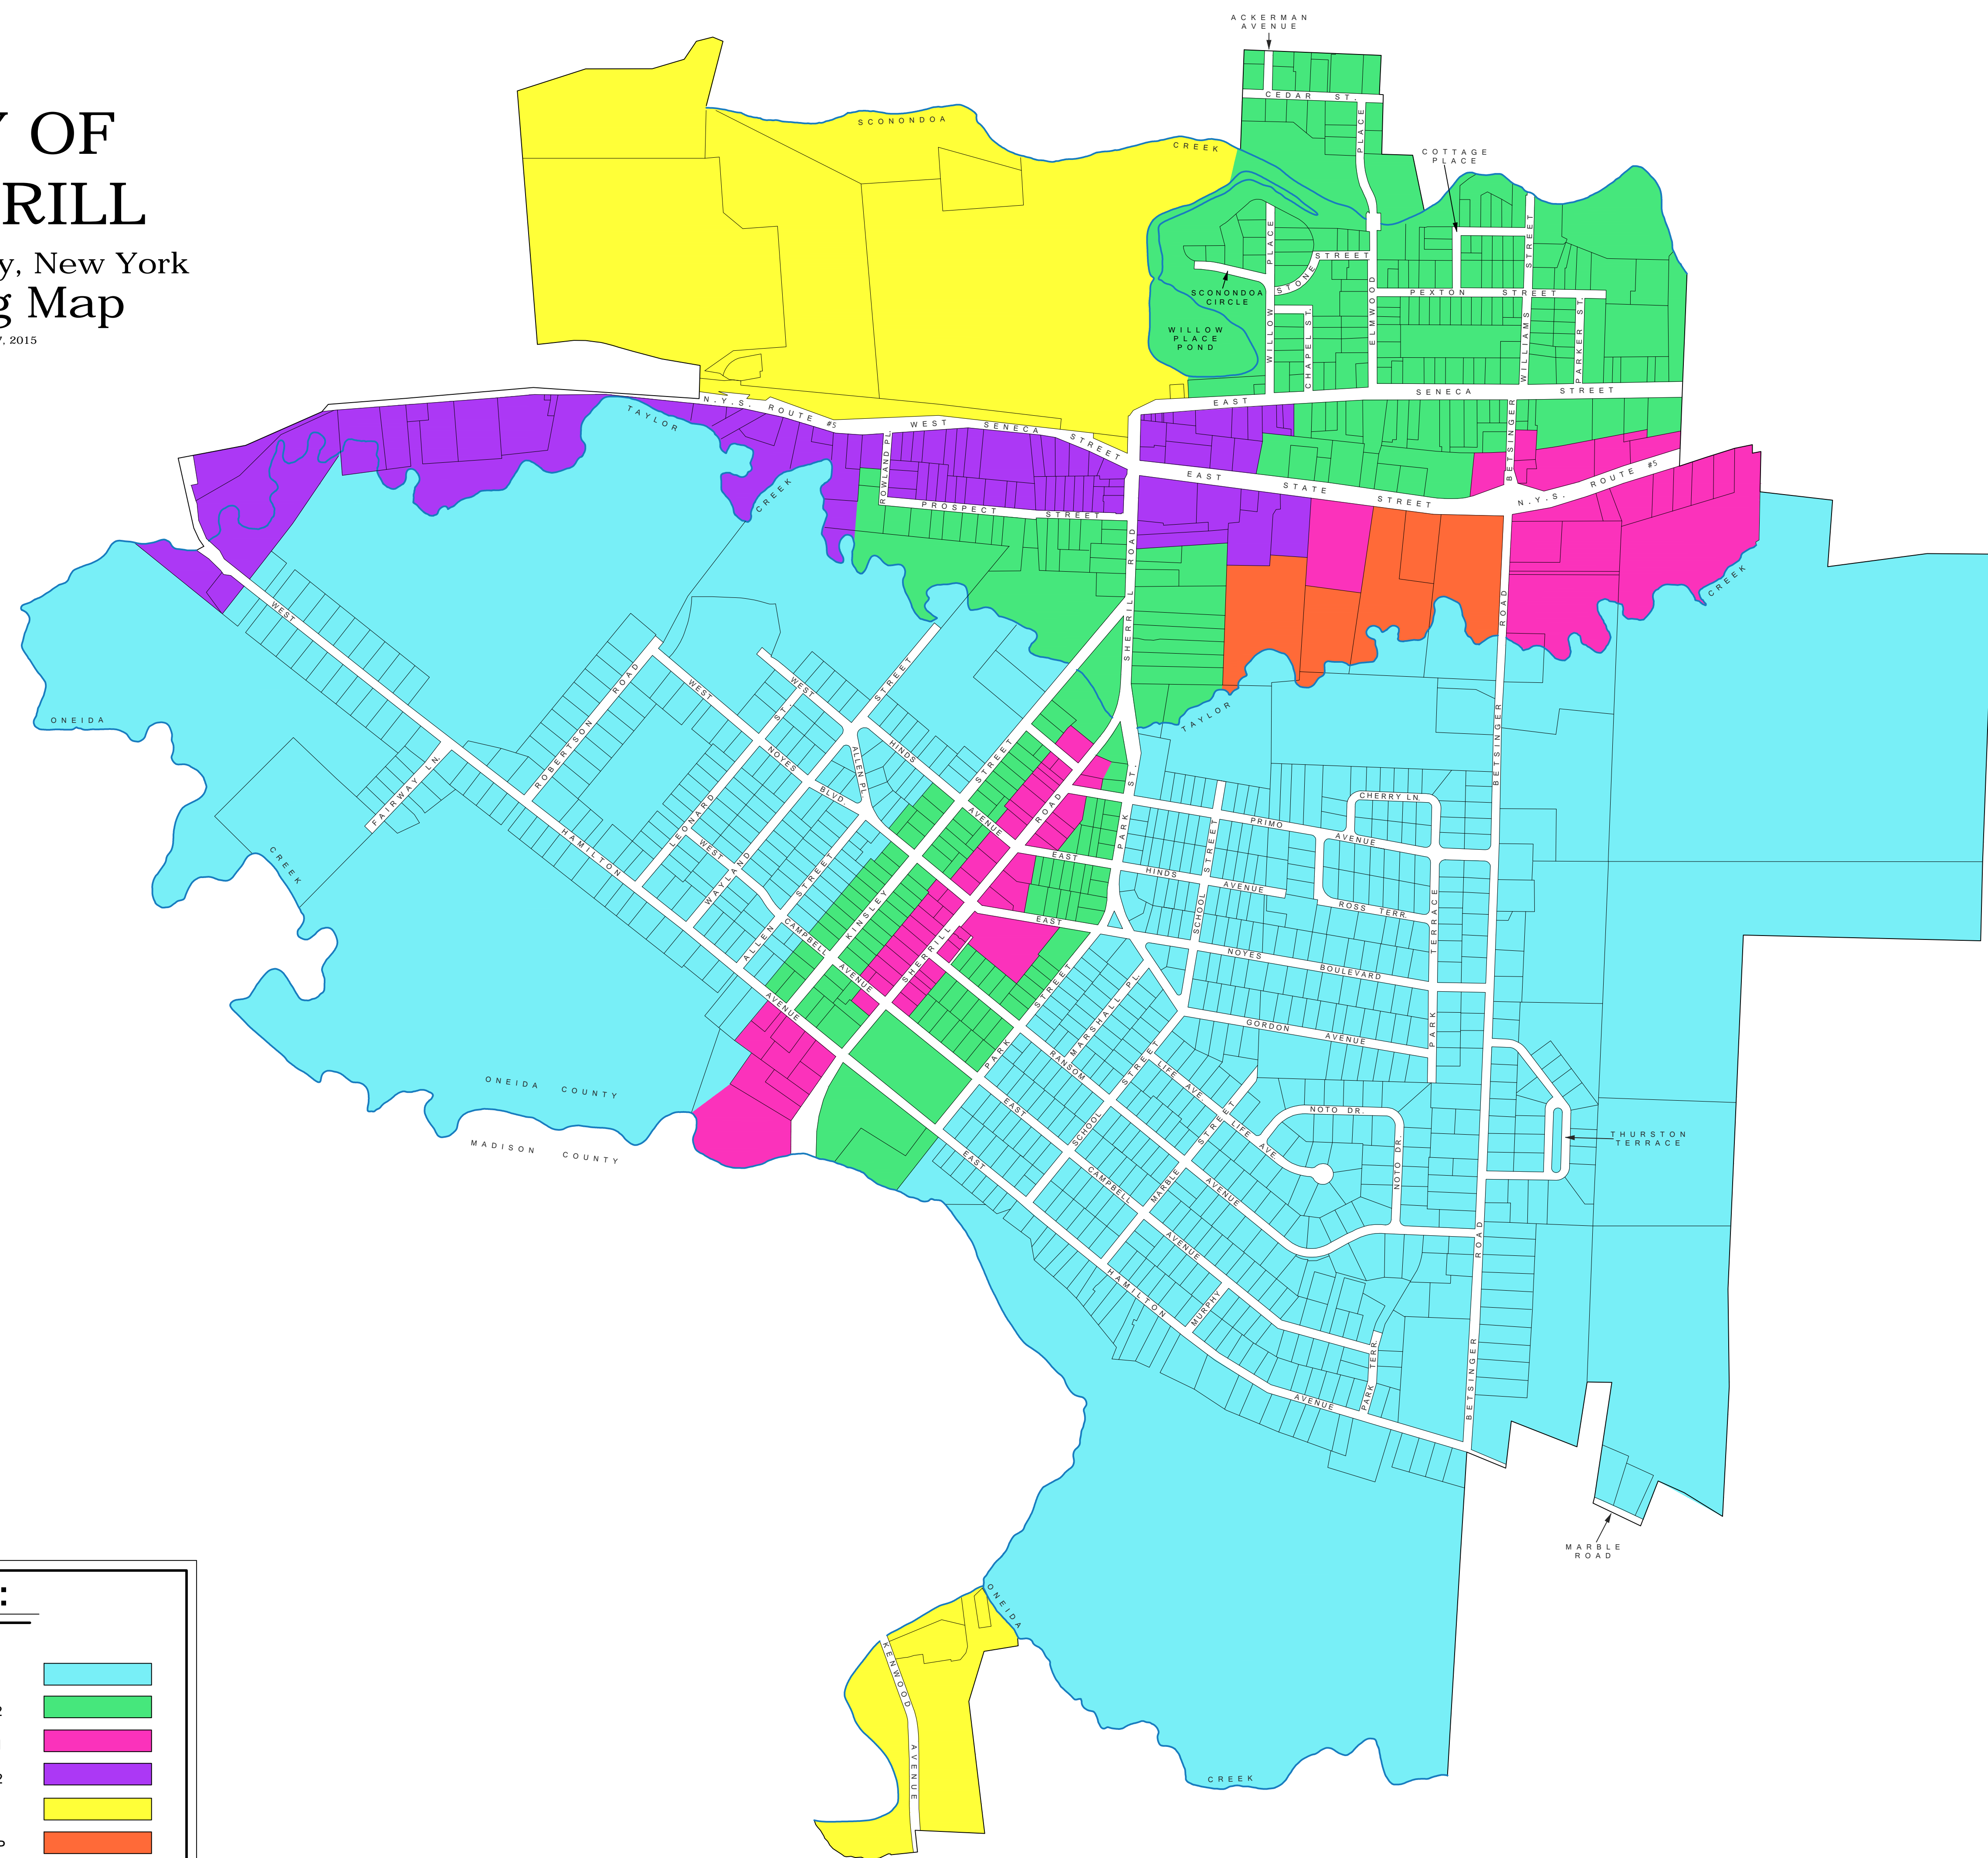 Y OF
RILL
y, New York
g Map
7, 2015
ACKERMAN
AVENUE
CEDAR ST.
PLACE
COTTAGE
PLACE
SCONONDOA
CREEK
PLACE
STREET
STONE
STREET
SCONONDOA
CIRCLE
PEXTON STREET
ELMWOOD
WILLOW
PLACE
POND
WILLOW
CHAPEL ST.
WILLIAMS
PARKER ST.
EAST SENECA STREET
N.Y.S. ROUTE #5
WEST SENECA STREET
TAYLOR
CREEK
ROWLAND PL.
PROSPECT STREET
EAST STATE STREET
BETSINGER
N.Y.S. ROUTE #5
SHERRILL ROAD
BETSINGER ROAD
CREEK
TAYLOR
WEST
HAMILTON
AVENUE
ONEIDA
CREEK
FAIRWAY LN.
ROBERTSON ROAD
WEST
NOYES
BLVD.
LEONARD
ST.
WEST
HINDS
AVENUE
STREET
ALLEN PL.
WAYLAND
WEST
CAMPBELL
AVENUE
ALLEN STREET
KINSLEY
STREET
SHERRILL
ROAD
PARK ST.
PRIMO
AVENUE
CHERRY LN.
EAST
HINDS
AVENUE
SCHOOL STREET
ROSS TERR.
EAST
NOYES
BOULEVARD
PARK TERRACE
BETSINGER
GORDON
AVENUE
PARK STREET
MARSHALL PL.
RANSOM
AVENUE
SCHOOL
STREET
LIFE AVE
LIFE AVE.
NOTO DR.
NOTO DR.
THURSTON
TERRACE
MARBLE
STREET
EAST
CAMPBELL
AVENUE
EAST
HAMILTON
AVENUE
MURPHY
PARK TERR.
BETSINGER
ROAD
MARBLE
ROAD
ONEIDA COUNTY
MADISON COUNTY
ONEIDA
CREEK
KENWOOD
AVENUE
:
2
2
P